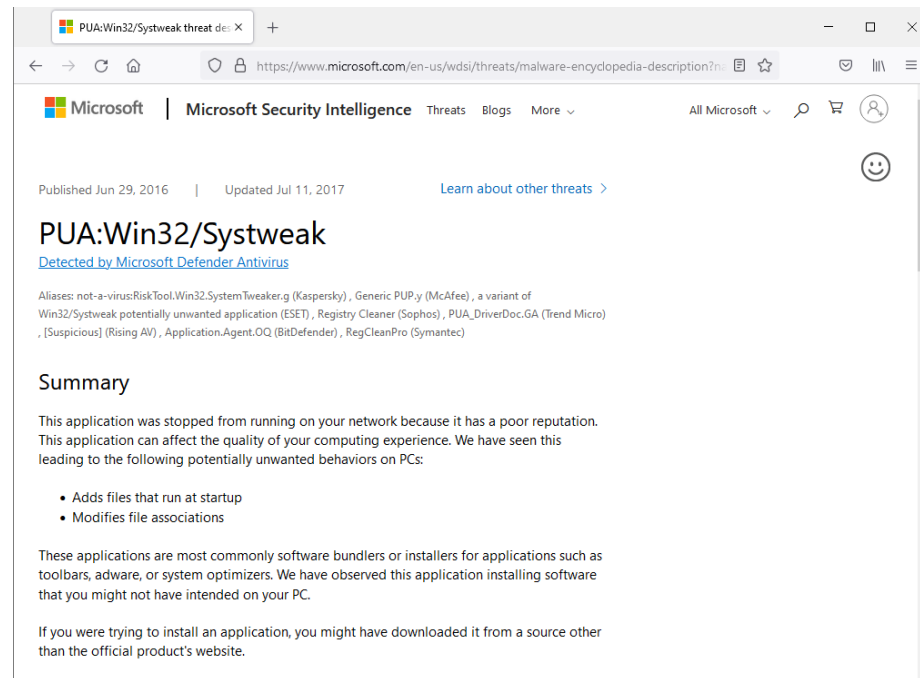 PUA:Win32/Systweak threat des
https://www.microsoft.com/en-us/wdsi/threats/malware-encyclopedia-description?na
Microsoft | Microsoft Security Intelligence Threats Blogs More All Microsoft
Published Jun 29, 2016 | Updated Jul 11, 2017 Learn about other threats >
PUA:Win32/Systweak
Detected by Microsoft Defender Antivirus
Aliases: not-a-virus:RiskTool.Win32.SystemTweaker.g (Kaspersky) , Generic PUP.y (McAfee) , a variant of
Win32/Systweak potentially unwanted application (ESET) , Registry Cleaner (Sophos) , PUA_DriverDoc.GA (Trend Micro)
, [Suspicious] (Rising AV) , Application.Agent.OQ (BitDefender) , RegCleanPro (Symantec)
Summary
This application was stopped from running on your network because it has a poor reputation.
This application can affect the quality of your computing experience. We have seen this
leading to the following potentially unwanted behaviors on PCs:
• Adds files that run at startup
• Modifies file associations
These applications are most commonly software bundlers or installers for applications such as
toolbars, adware, or system optimizers. We have observed this application installing software
that you might not have intended on your PC.
If you were trying to install an application, you might have downloaded it from a source other
than the official product's website.